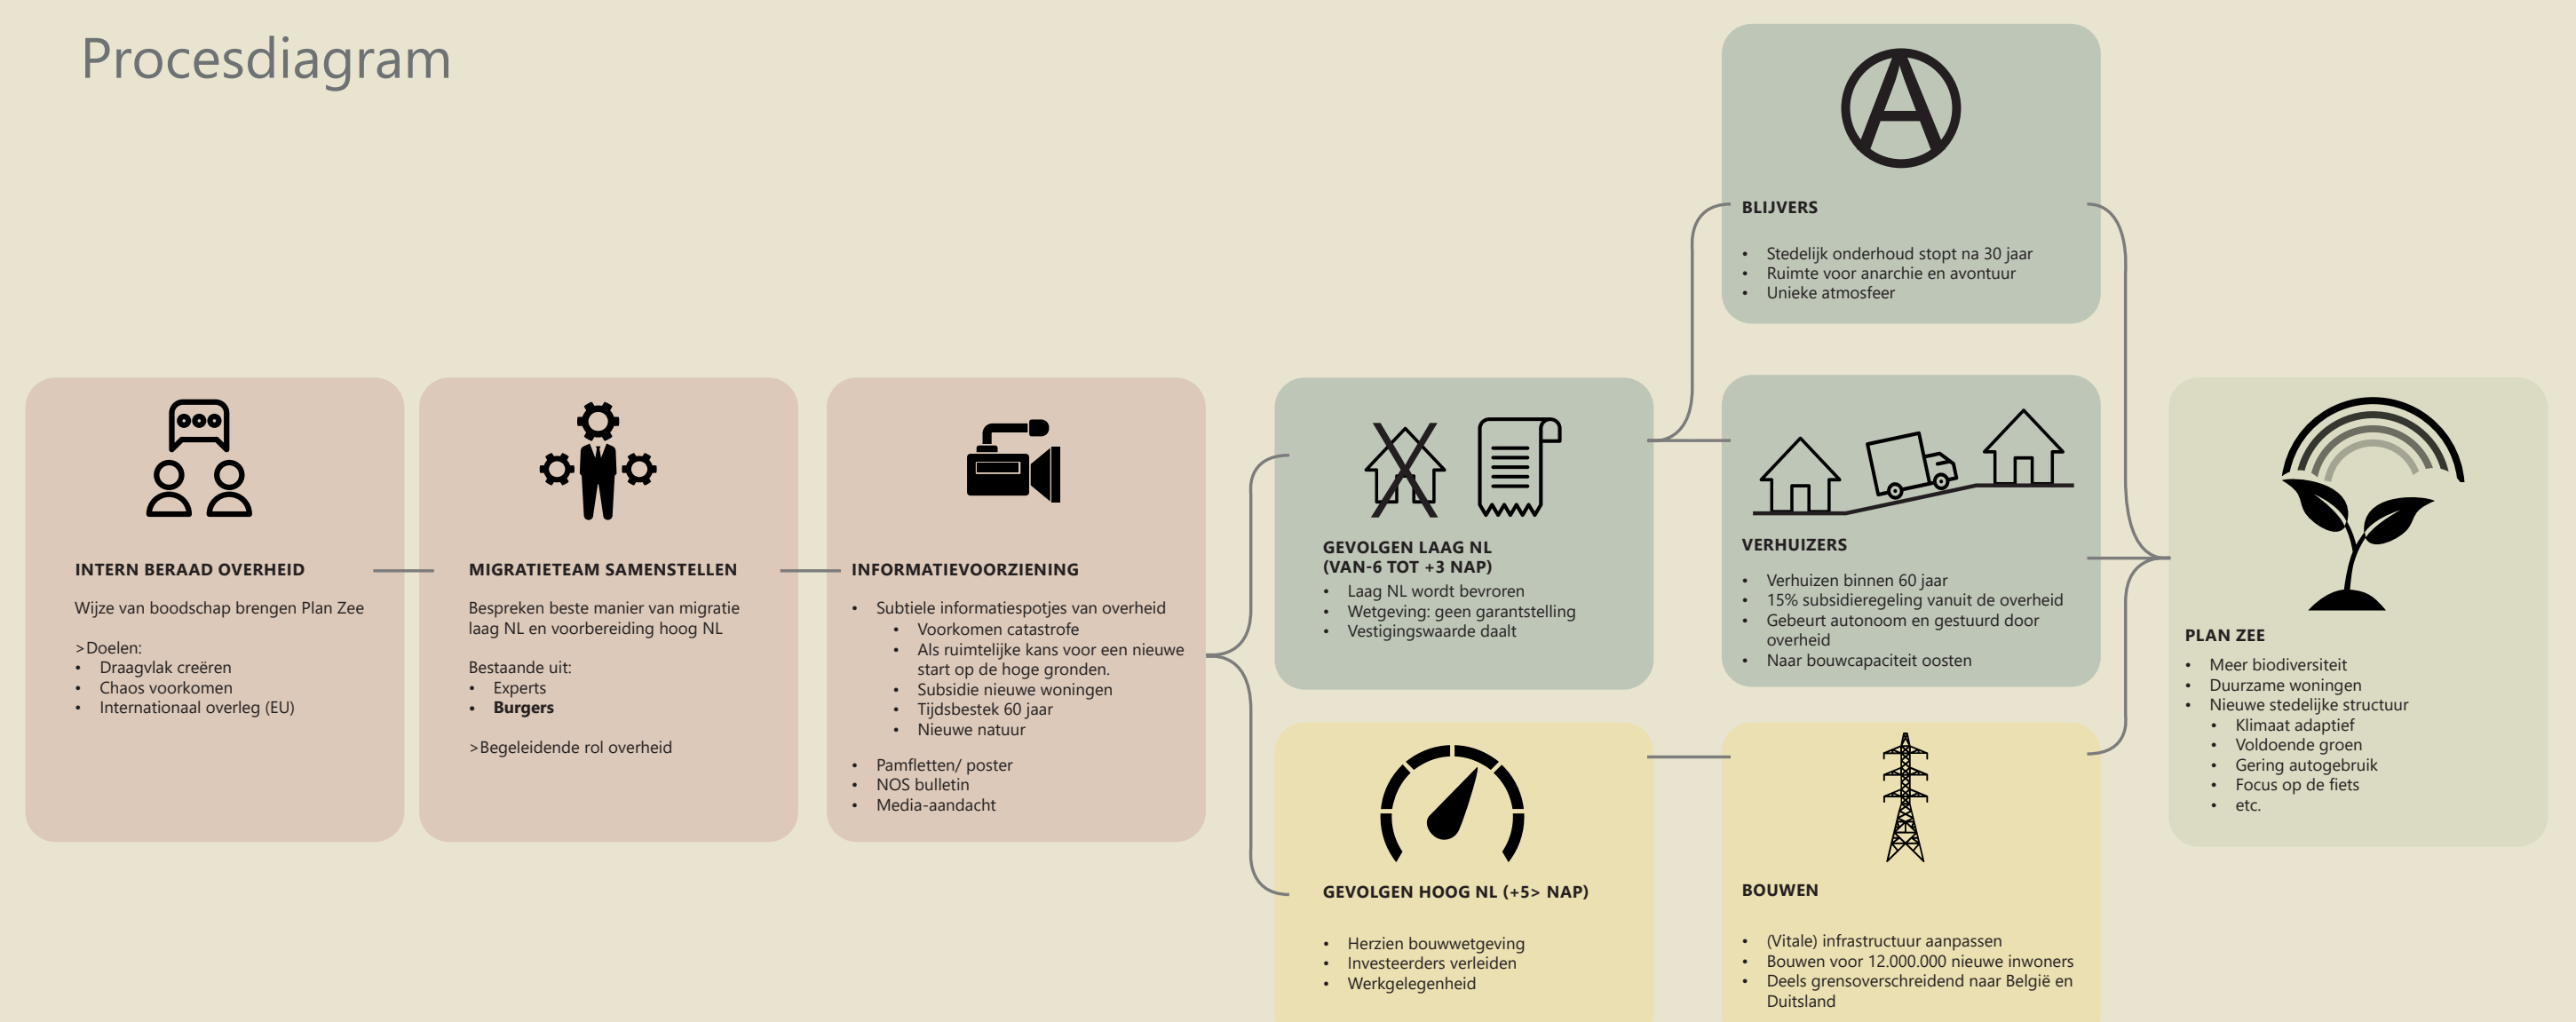 Procesdiagram
INTERN BERAAD OVERHEID
Wijze van boodschap brengen Plan Zee
>Doelen:
• Draagvlak creëren
• Chaos voorkomen
• Internationaal overleg (EU)
MIGRATIETEAM SAMENSTELLEN
Bespreken beste manier van migratie
laag NL en voorbereiding hoog NL
Bestaande uit:
• Experts
• Burgers
>Begeleidende rol overheid
INFORMATIEVOORZIENING
• Subtiele informatiespotjes van overheid
• Voorkomen catastrofe
• Als ruimtelijke kans voor een nieuwe
start op de hoge gronden.
• Subsidie nieuwe woningen
• Tijdsbestek 60 jaar
• Nieuwe natuur
• Pamfletten/ poster
• NOS bulletin
• Media-aandacht
GEVOLGEN LAAG NL
(VAN-6 TOT +3 NAP)
• Laag NL wordt bevroren
• Wetgeving: geen garantstelling
• Vestigingswaarde daalt
GEVOLGEN HOOG NL (+5> NAP)
• Herzien bouwwetgeving
• Investeerders verleiden
• Werkgelegenheid
BLIJVERS
• Stedelijk onderhoud stopt na 30 jaar
• Ruimte voor anarchie en avontuur
• Unieke atmosfeer
VERHUIZERS
• Verhuizen binnen 60 jaar
• 15% subsidieregeling vanuit de overheid
• Gebeurt autonoom en gestuurd door
overheid
• Naar bouwcapaciteit oosten
BOUWEN
• (Vitale) infrastructuur aanpassen
• Bouwen voor 12.000.000 nieuwe inwoners
• Deels grensoverschreidend naar België en
Duitsland
PLAN ZEE
• Meer biodiversiteit
• Duurzame woningen
• Nieuwe stedelijke structuur
• Klimaat adaptief
• Voldoende groen
• Gering autogebruik
• Focus op de fiets
• etc.